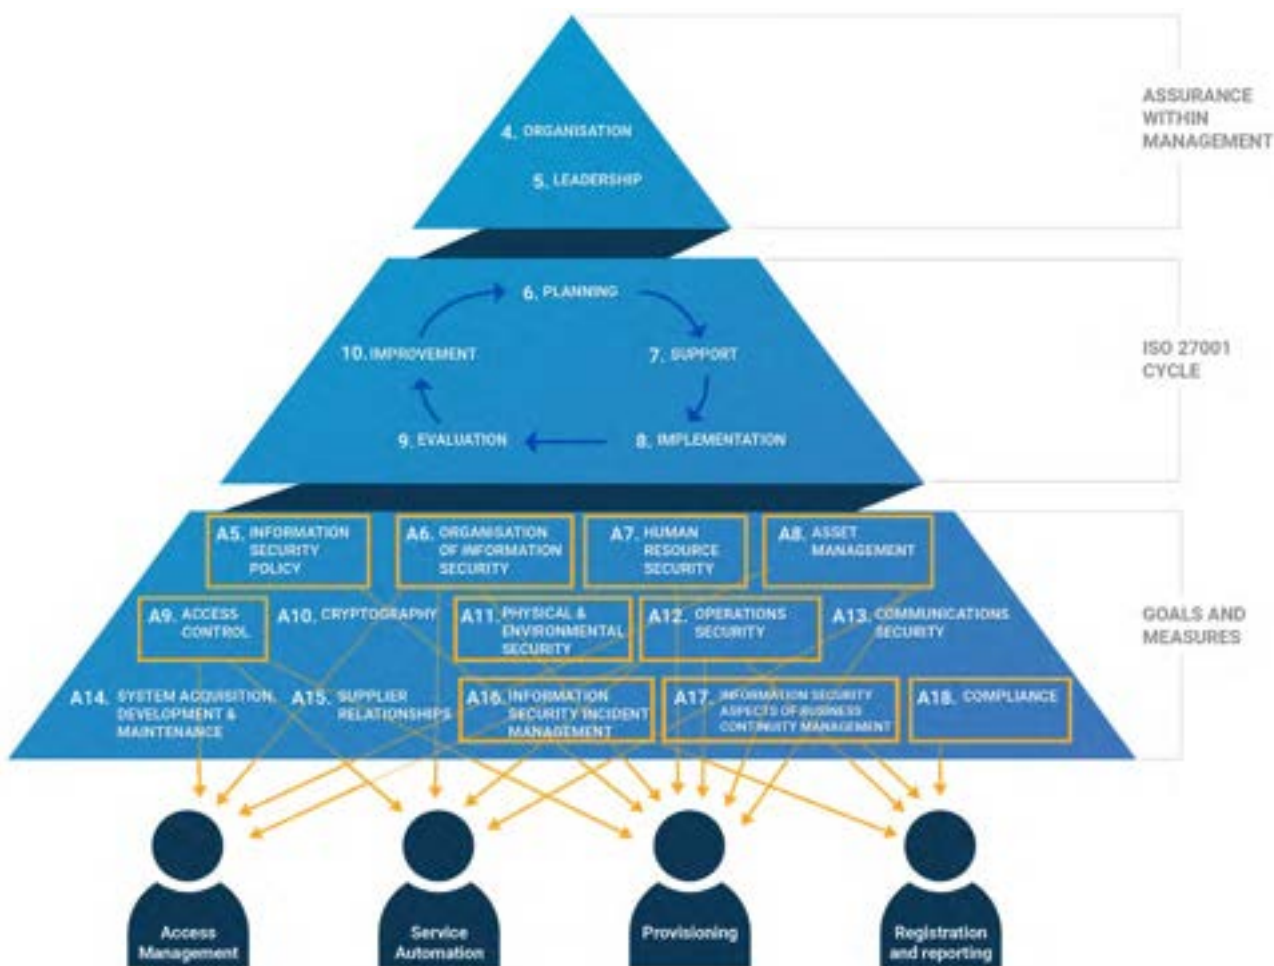 4. ORGANISATION
5. LEADERSHIP
ASSURANCE
WITHIN
MANAGEMENT
6. PLANNING
10. IMPROVEMENT
7. SUPPORT
9. EVALUATION
8. IMPLEMENTATION
ISO 27001
CYCLE
A5. INFORMATION
SECURITY
POLICY
A6. ORGANISATION
OF INFORMATION
SECURITY
A7. HUMAN
RESOURCE
SECURITY
A8. ASSET
MANAGEMENT
A9. ACCESS
CONTROL
A10. CRYPTOGRAPHY
A11. PHYSICAL &
ENVIRONMENTAL
SECURITY
A12. OPERATIONS
SECURITY
A13. COMMUNICATIONS
SECURITY
GOALS AND
MEASURES
A14. SYSTEM ACQUISITION,
DEVELOPMENT &
MAINTENANCE
A15. SUPPLIER
RELATIONSHIPS
A16. INFORMATION
SECURITY INCIDENT
MANAGEMENT
A17. INFORMATION SECURITY
ASPECTS OF BUSINESS
CONTINUITY MANAGEMENT
A18. COMPLIANCE
Access
Management
Service
Automation
Provisioning
Registration
and reporting